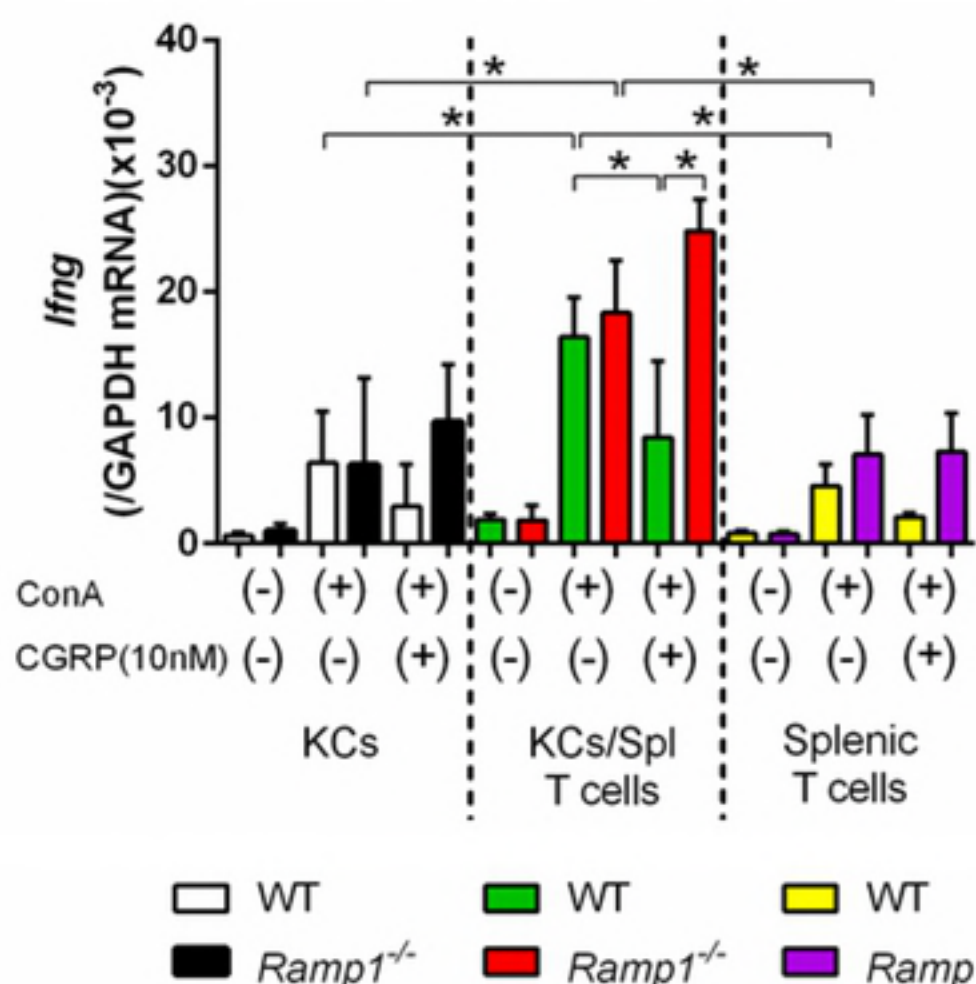 40
30
20
10
0
Ifng
(/GAPDH mRNA)(x10⁻³)
* *
* *
* *
ConA (-) (+) (+) (-) (+) (+) (-) (+) (+)
CGRP(10nM) (-) (-) (+) (-) (-) (+) (-) (-) (+)
KCs KCs/Spl Splenic
T cells T cells
WT WT WT
Ramp1⁻/⁻ Ramp1⁻/⁻ Ramp